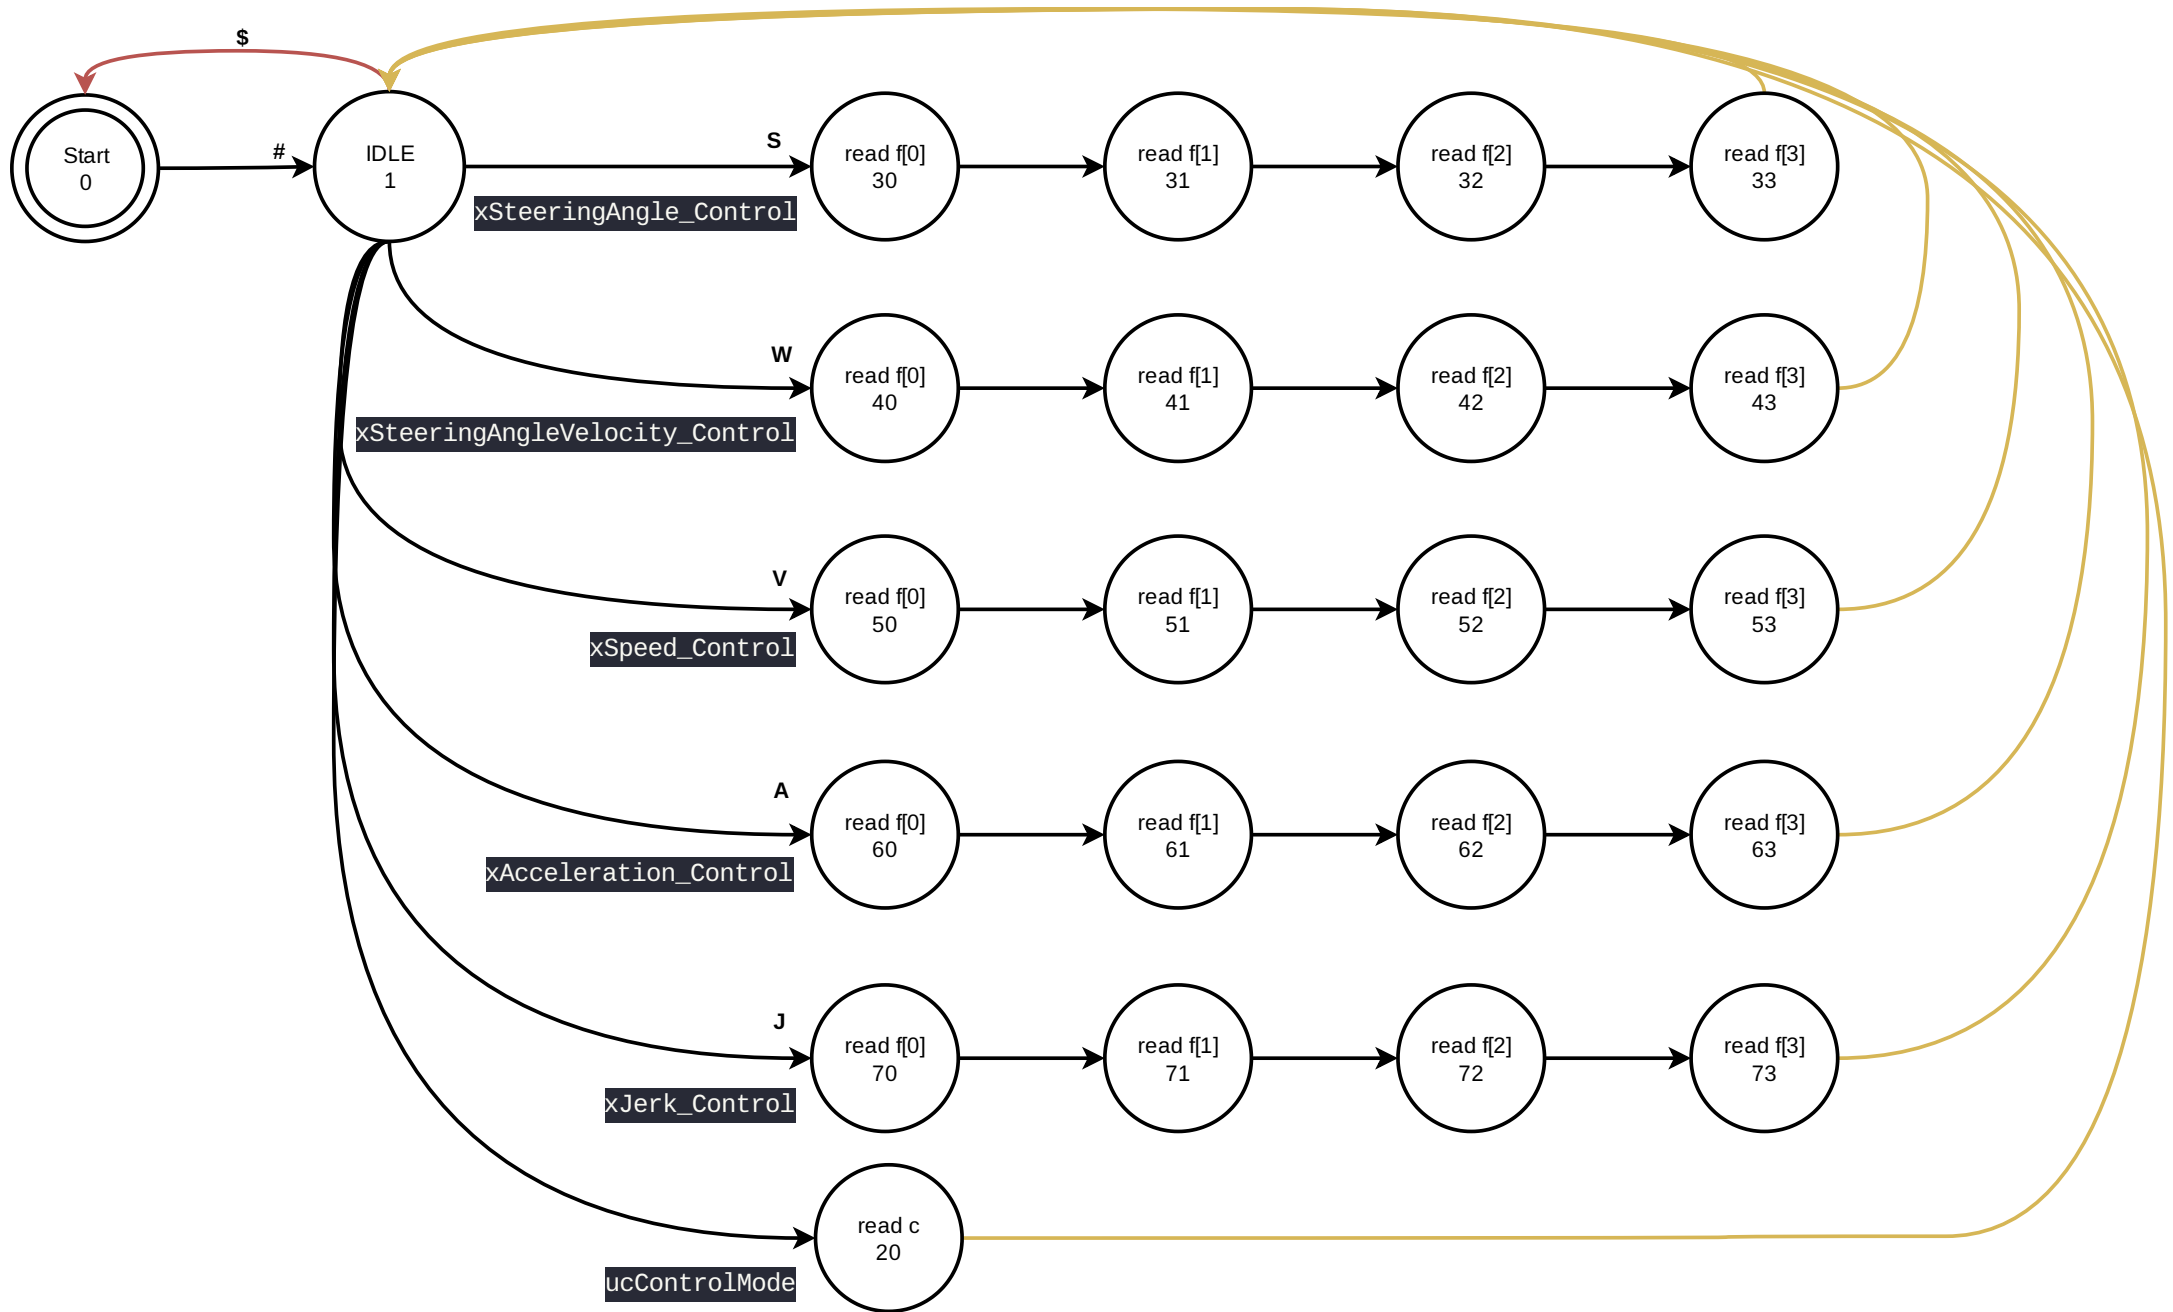 $
Start
0
#
IDLE
1
S
xSteeringAngle_Control
read f[0]
30
read f[1]
31
read f[2]
32
read f[3]
33
W
xSteeringAngleVelocity_Control
read f[0]
40
read f[1]
41
read f[2]
42
read f[3]
43
V
xSpeed_Control
read f[0]
50
read f[1]
51
read f[2]
52
read f[3]
53
A
xAcceleration_Control
read f[0]
60
read f[1]
61
read f[2]
62
read f[3]
63
J
xJerk_Control
read f[0]
70
read f[1]
71
read f[2]
72
read f[3]
73
read c
20
ucControlMode